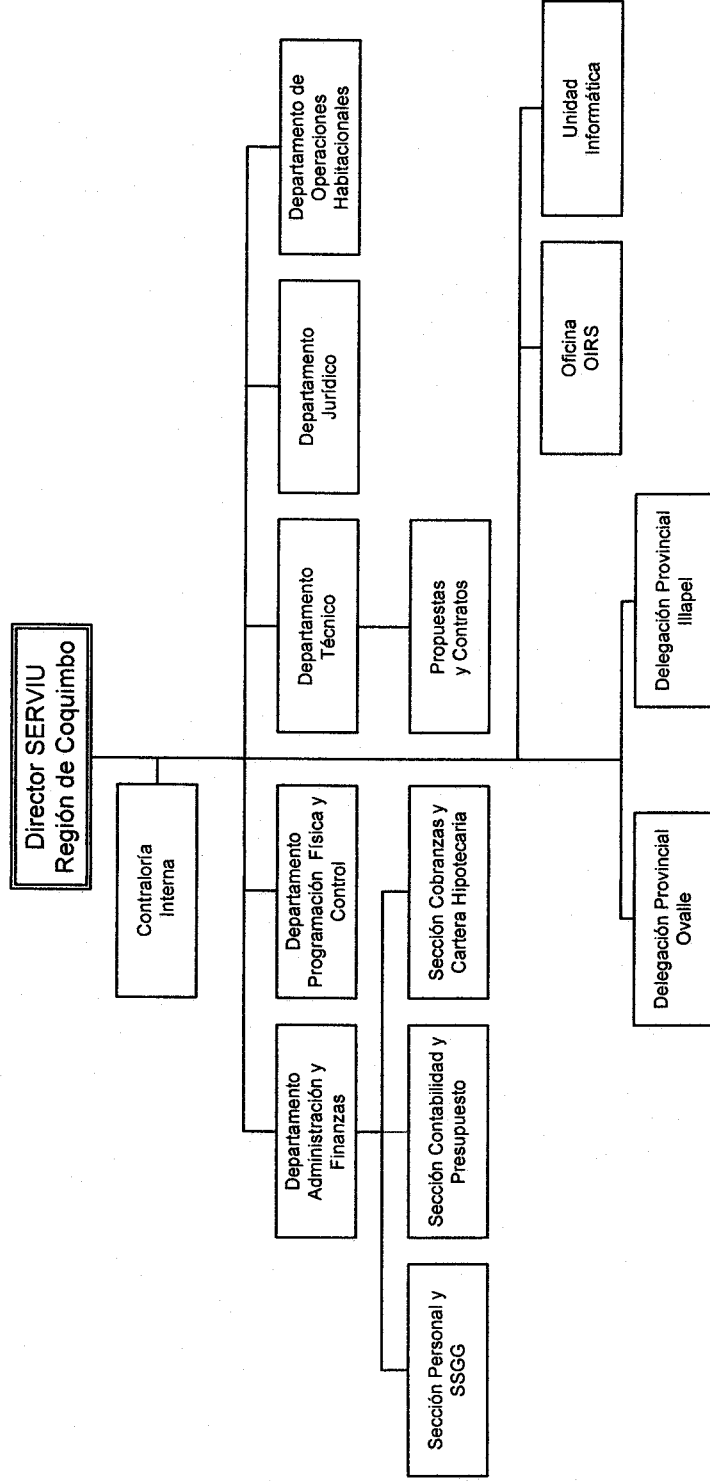 Director SERVIU
Región de Coquimbo
Contraloría
Interna
Departamento
Administración y
Finanzas
Departamento
Programación Física y
Control
Departamento
Técnico
Departamento
Jurídico
Departamento de
Operaciones
Habitacionales
Sección Personal y
SSGG
Sección Contabilidad y
Presupuesto
Sección Cobranzas y
Cartera Hipotecaria
Propuestas
y Contratos
Oficina
OIRS
Unidad
Informática
Delegación Provincial
Ovalle
Delegación Provincial
Illapel